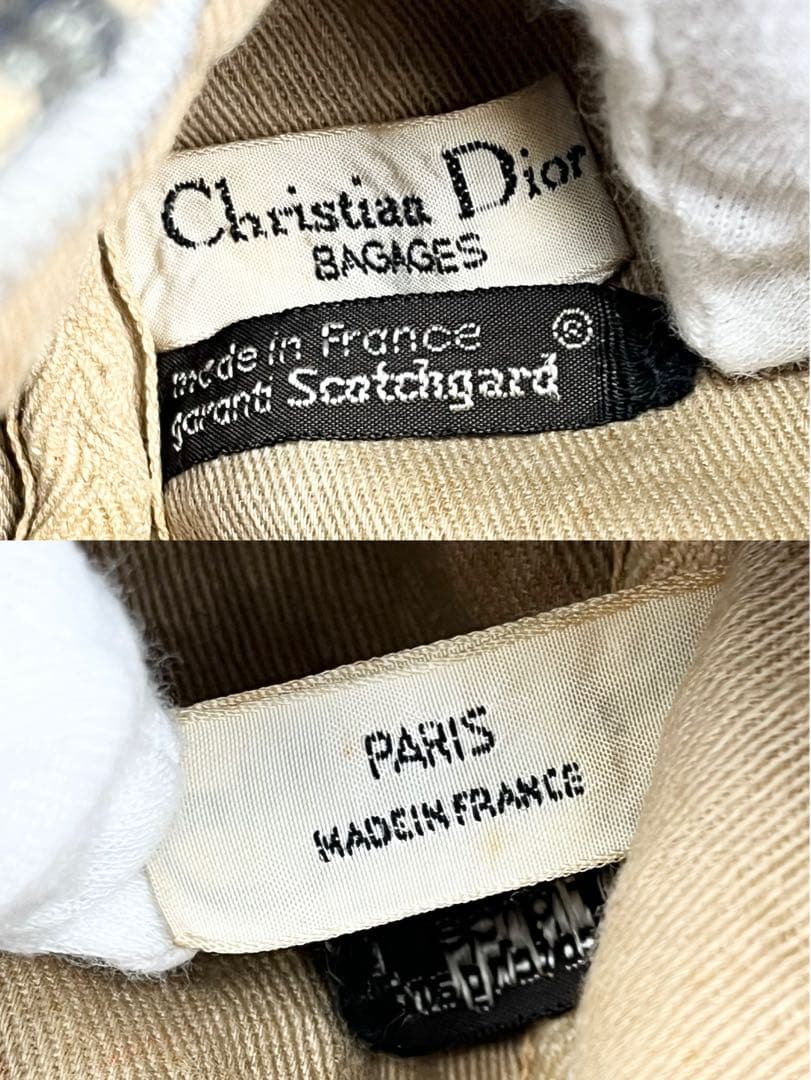 Christian Dior
BAGAGES
made in France ®
garanti Scotchgard
PARIS
MADE IN FRANCE